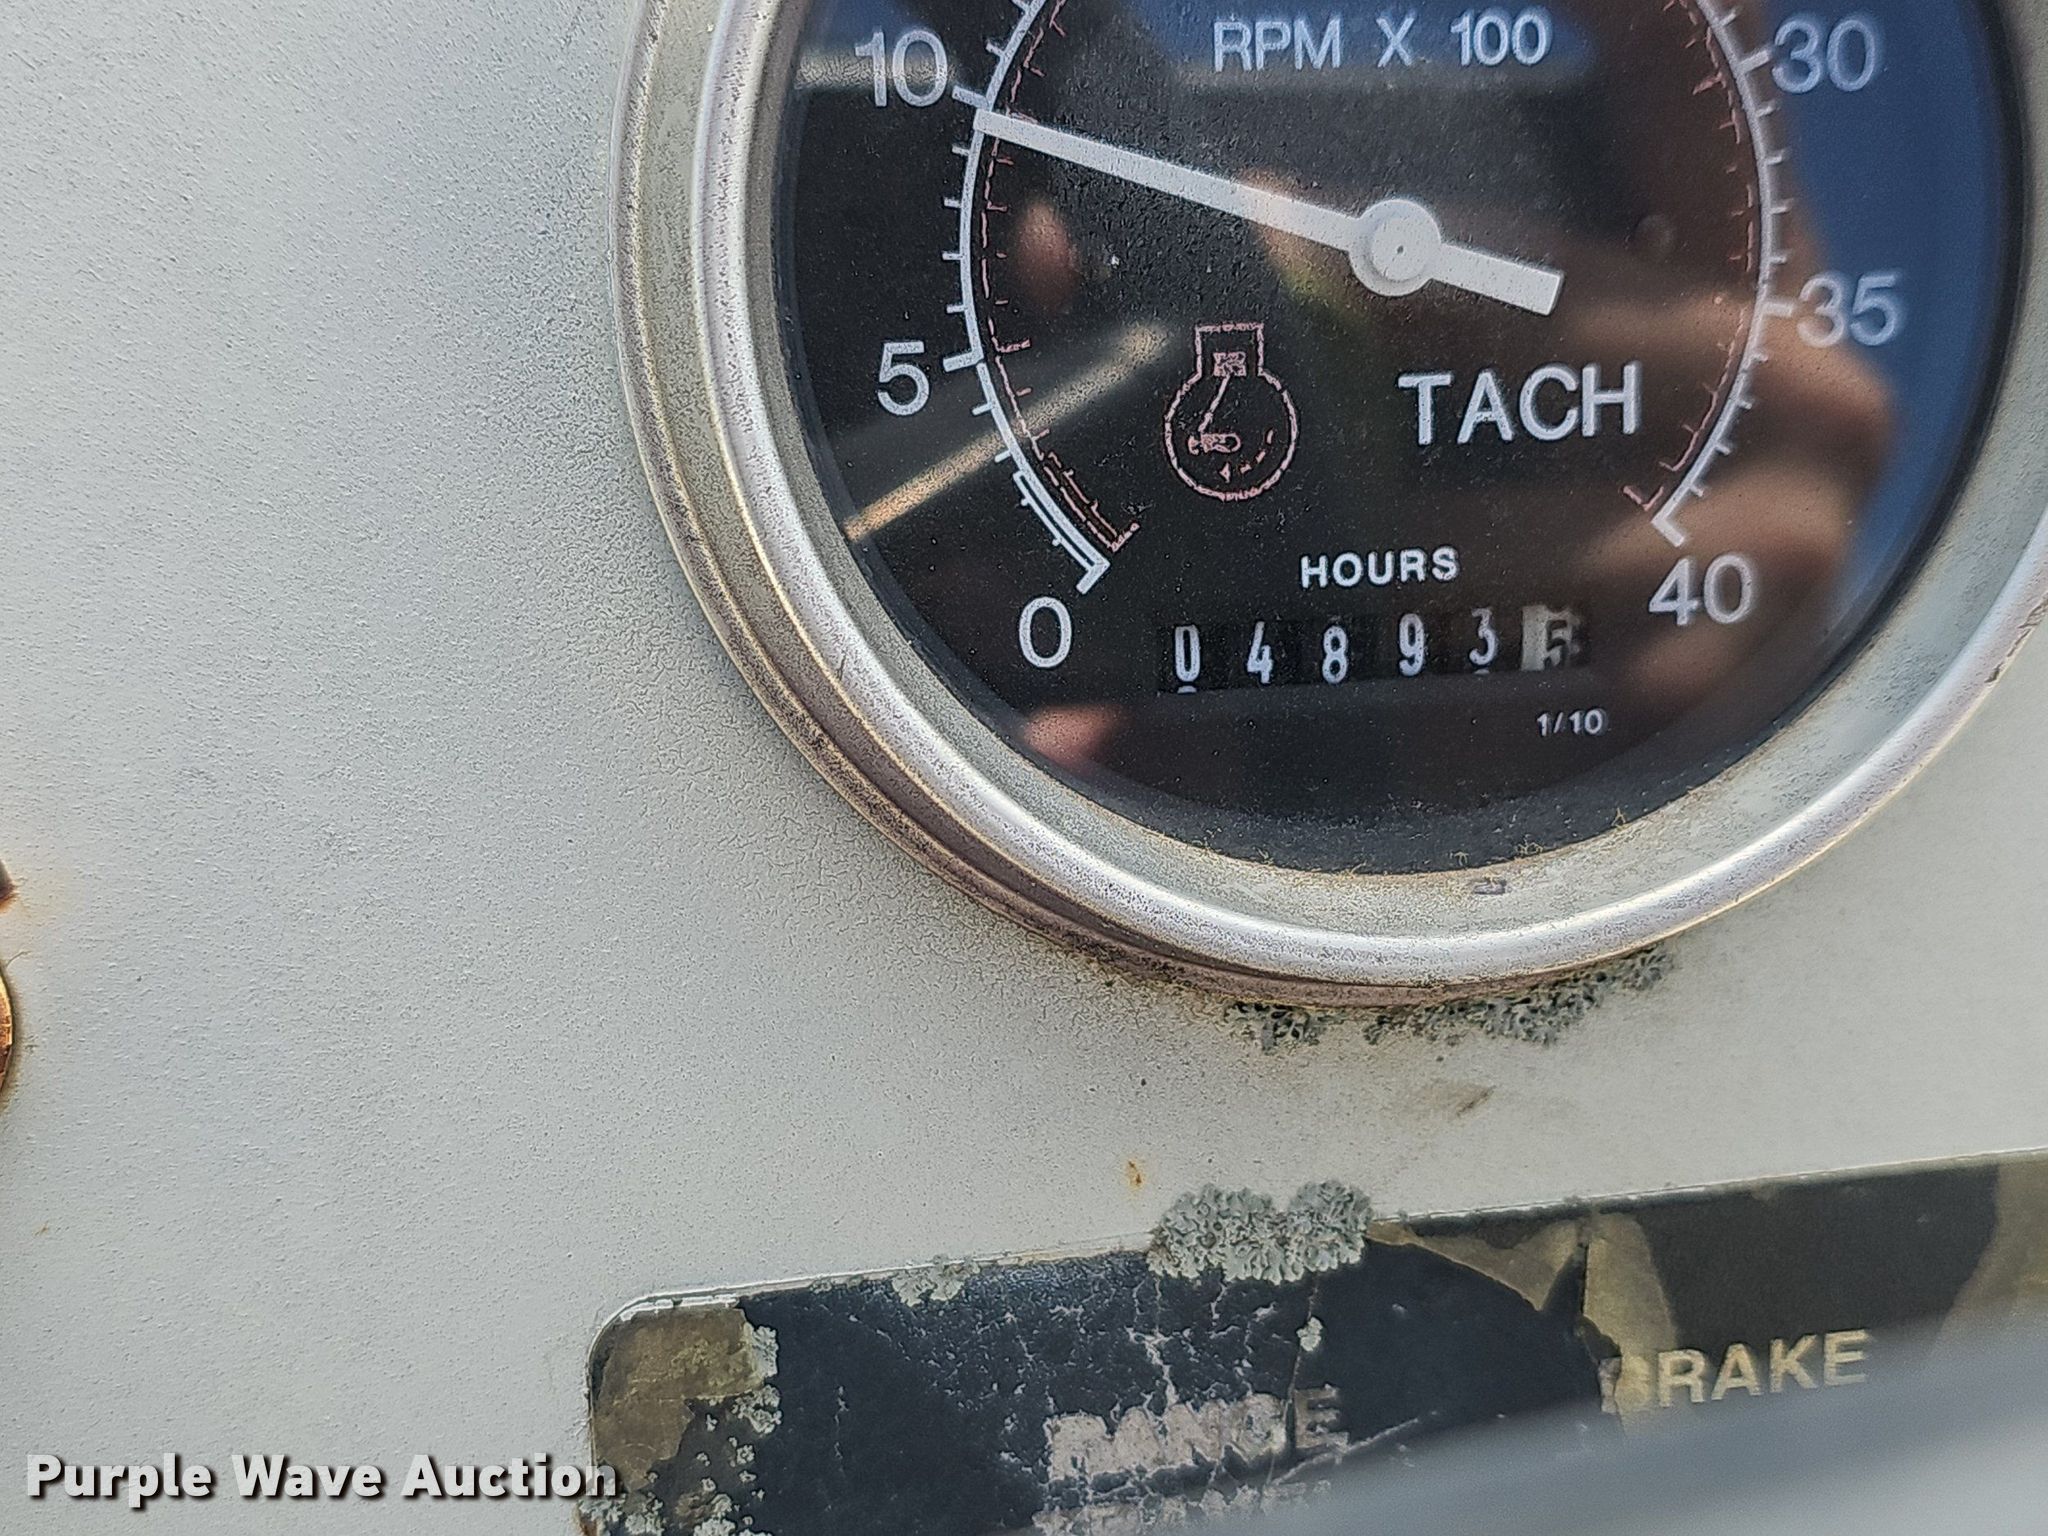 RPM X 100
10
30
5
35
TACH
HOURS
0
40
0 4 8 9 3 5
1/10
BRAKE
RANGE
Purple Wave Auction